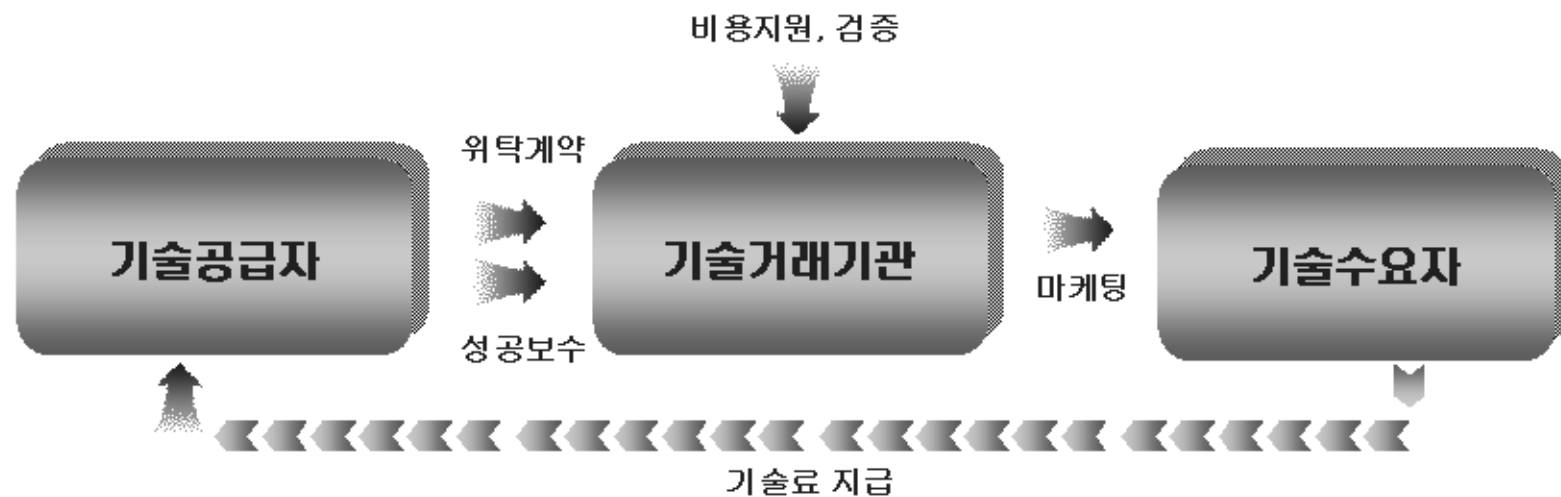 비용지원, 검증
위탁계약
기술공급자
기술거래기관
기술수요자
마케팅
성공보수
기술료 지급